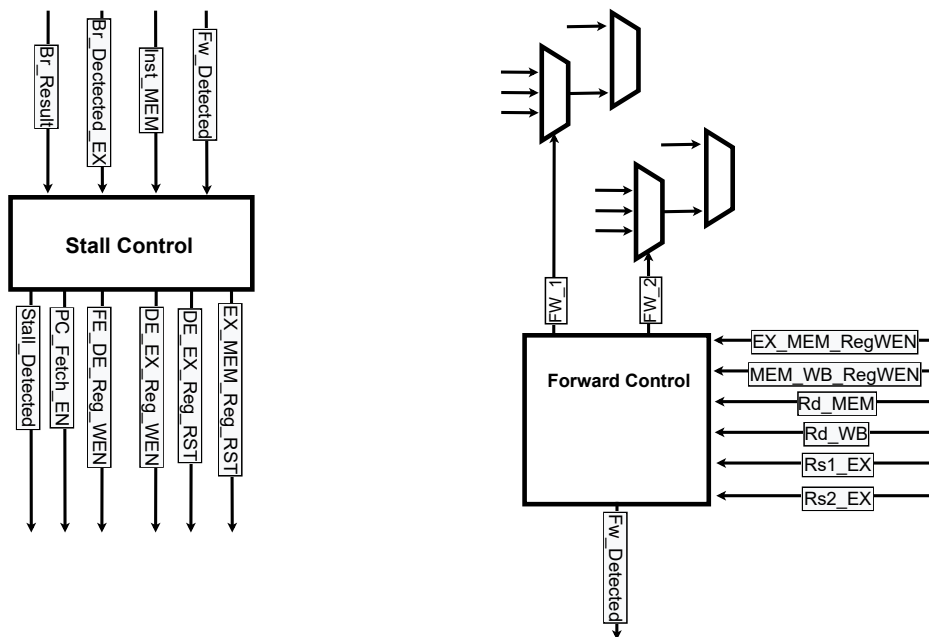 Br_Result
Br_Dectected_EX
Inst_MEM
Fw_Detected
Stall Control
Stall_Detected
PC_Fetch_EN
FE_DE_Reg_WEN
DE_EX_Reg_WEN
DE_EX_Reg_RST
EX_MEM_Reg_RST
FW_1
FW_2
Forward Control
EX_MEM_RegWEN
MEM_WB_RegWEN
Rd_MEM
Rd_WB
Rs1_EX
Rs2_EX
Fw_Detected